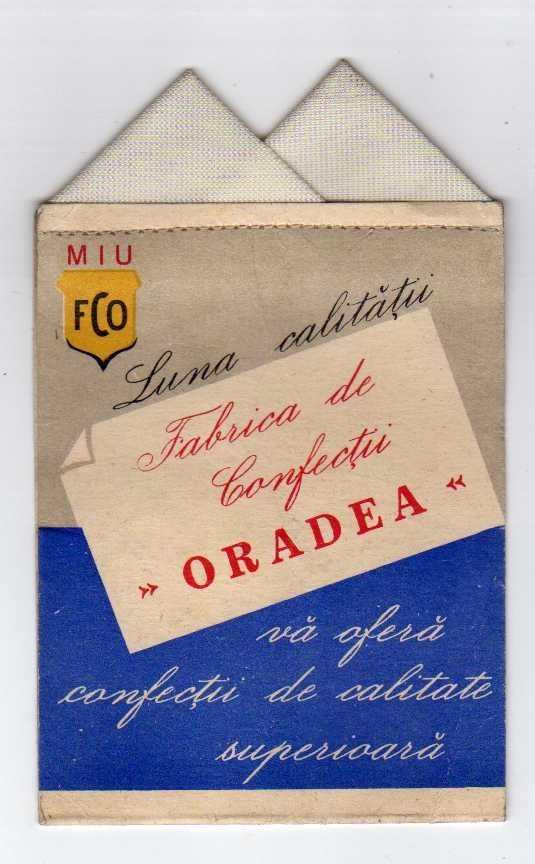 MIU
FCO
Luna calității
Fabrica de
Confecții
» ORADEA «
vă oferă
confecții de calitate
superioară